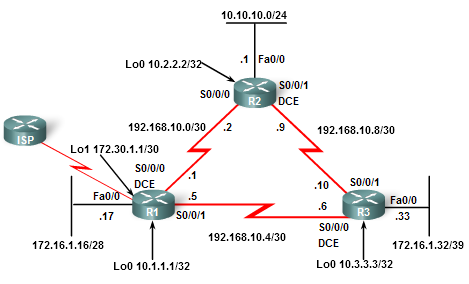 10.10.10.0/24
.1 Fa0/0
Lo0 10.2.2.2/32
S0/0/1
S0/0/0
R2
DCE
.2
.9
ISP
192.168.10.0/30
192.168.10.8/30
Lo1 172.30.1.1/30
S0/0/0
DCE
.1
.10
S0/0/1
Fa0/0
R1
.5
.6
R3
Fa0/0
.17
S0/0/1
.33
S0/0/0
DCE
172.16.1.16/28
192.168.10.4/30
172.16.1.32/39
Lo0 10.1.1.1/32
Lo0 10.3.3.3/32